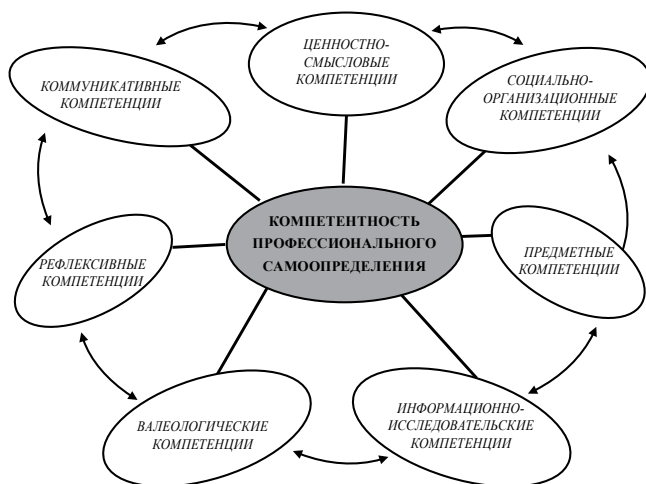 ЦЕННОСТНО-
СМЫСЛОВЫЕ
КОМПЕТЕНЦИИ
КОММУНИКАТИВНЫЕ
КОМПЕТЕНЦИИ
СОЦИАЛЬНО-
ОРГАНИЗАЦИОННЫЕ
КОМПЕТЕНЦИИ
КОМПЕТЕНТНОСТЬ
ПРОФЕССИОНАЛЬНОГО
САМООПРЕДЕЛЕНИЯ
РЕФЛЕКСИВНЫЕ
КОМПЕТЕНЦИИ
ПРЕДМЕТНЫЕ
КОМПЕТЕНЦИИ
ВАЛЕОЛОГИЧЕСКИЕ
КОМПЕТЕНЦИИ
ИНФОРМАЦИОННО-
ИССЛЕДОВАТЕЛЬСКИЕ
КОМПЕТЕНЦИИ